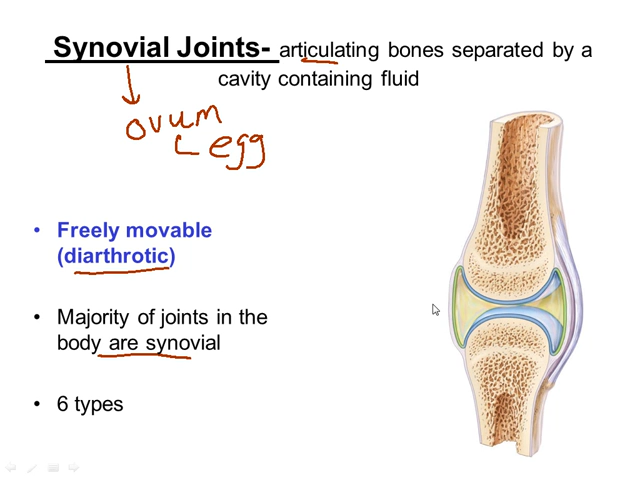 Synovial Joints- articulating bones separated by a
cavity containing fluid
ovum
egg
• Freely movable
(diarthrotic)
• Majority of joints in the
body are synovial
• 6 types